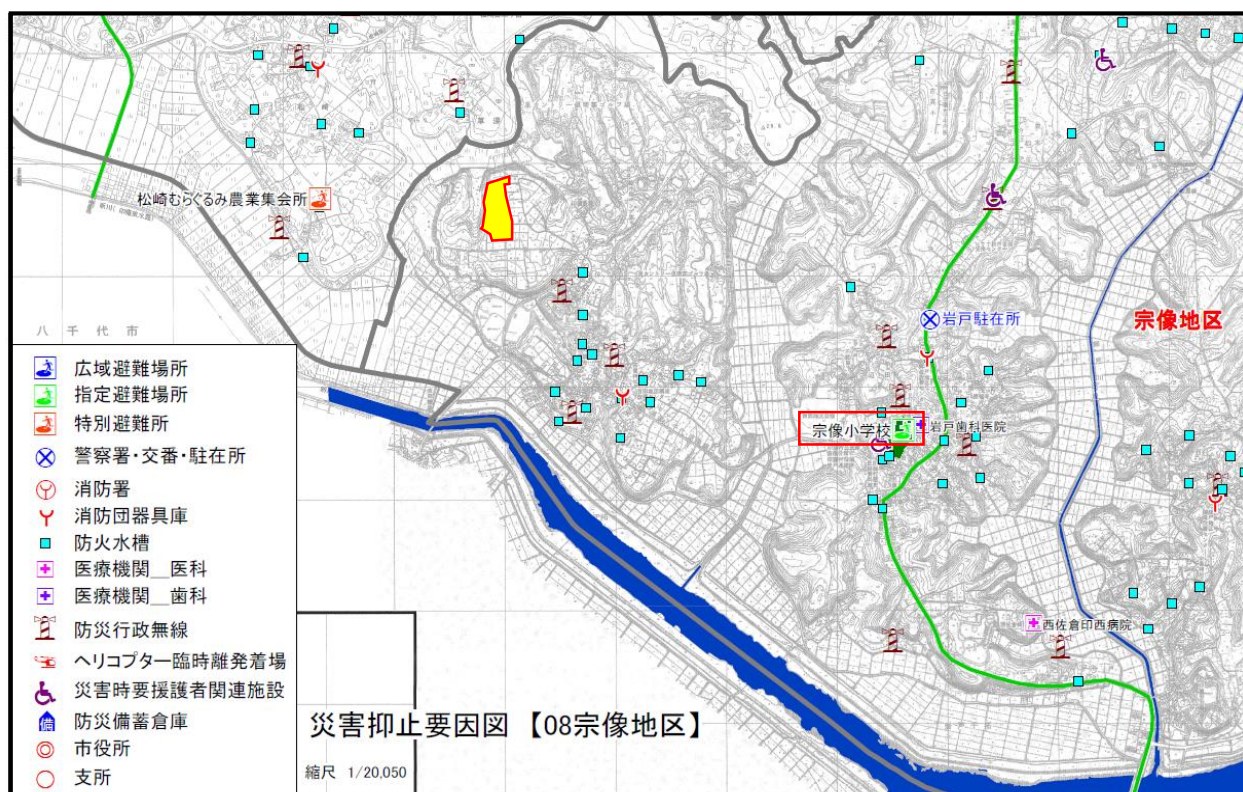 松崎むらぐるみ農業集会所
八千代市
岩戸駐在所
宗像地区
宗像小学校
岩戸歯科医院
西佐倉印西病院
広域避難場所
指定避難場所
特別避難所
警察署・交番・駐在所
消防署
消防団器具庫
防火水槽
医療機関__医科
医療機関__歯科
防災行政無線
ヘリコプター臨時離発着場
災害時要援護者関連施設
備
防災備蓄倉庫
市役所
支所
災害抑止要因図 【08宗像地区】
縮尺 1/20,050